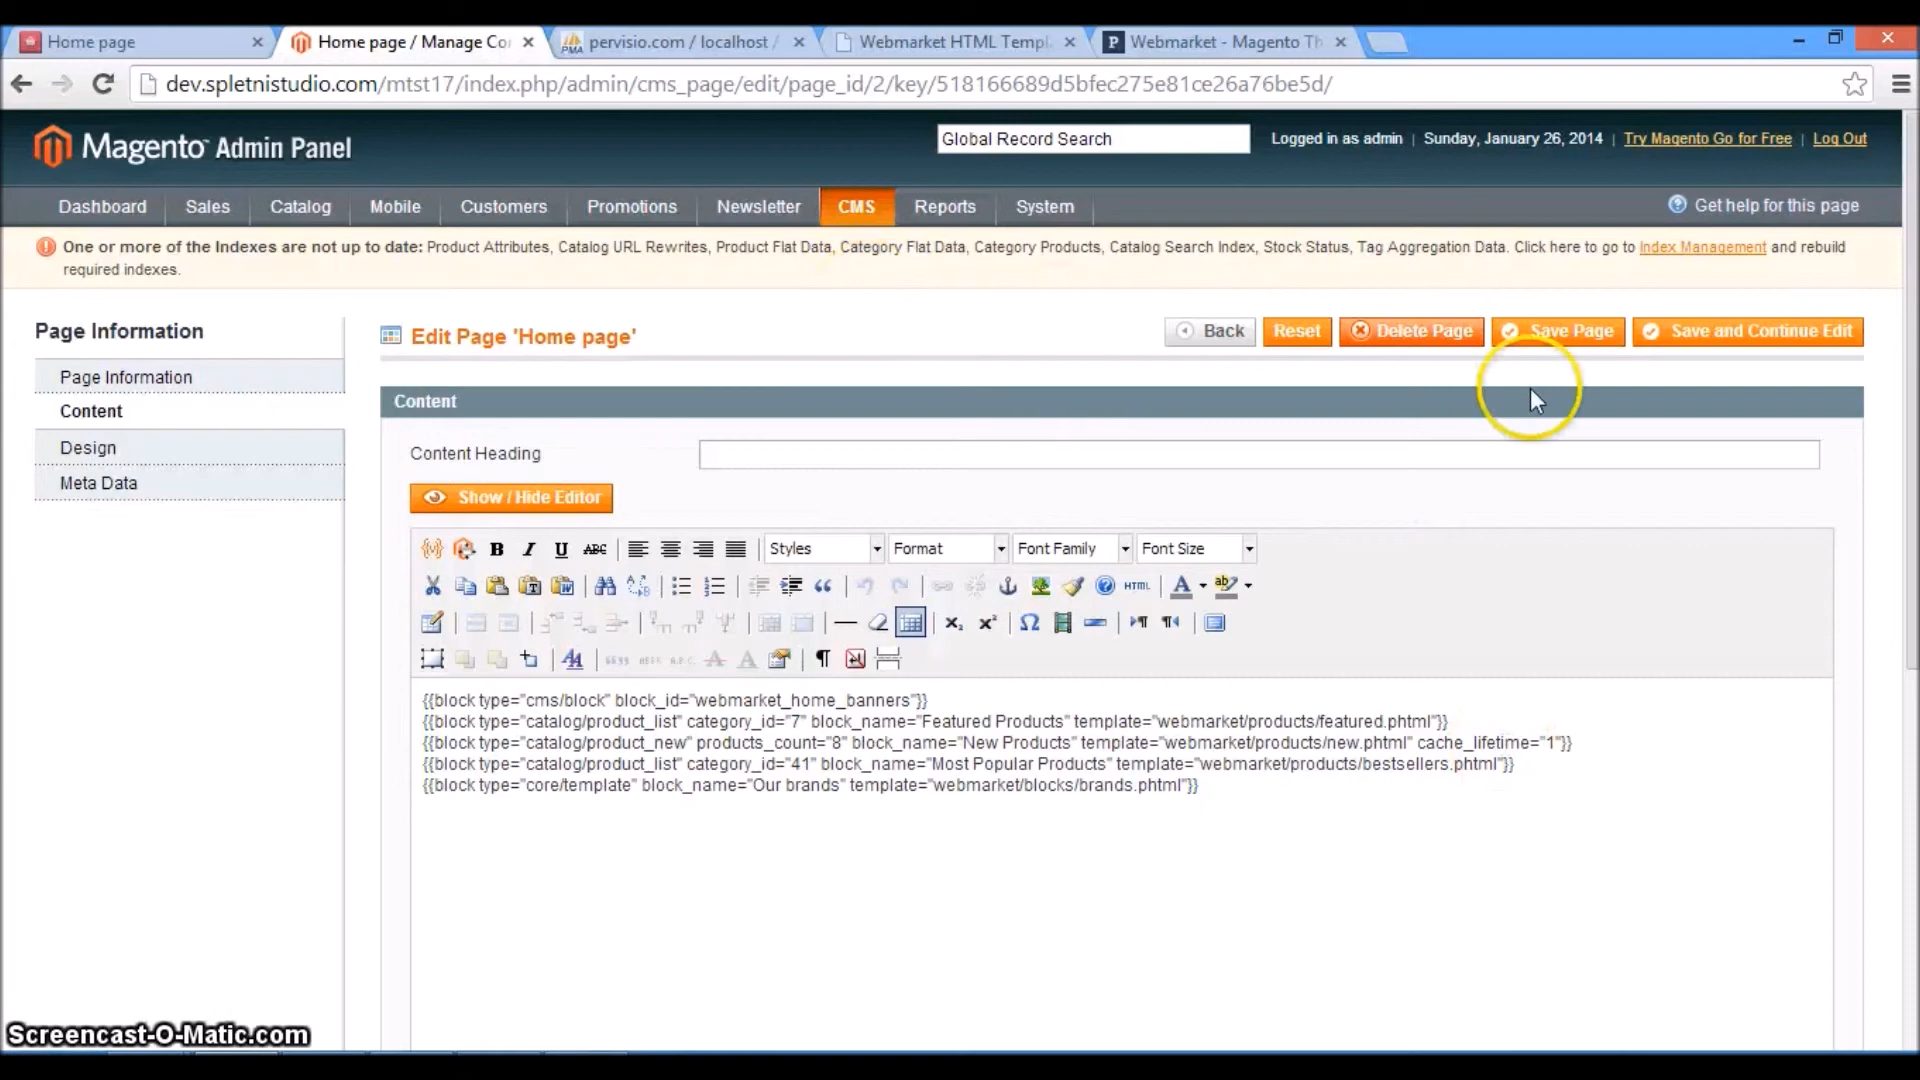 Home page
Home page / Manage Co
pervisio.com / localhost /
Webmarket HTML Templ
Webmarket - Magento Th
dev.spletnistudio.com/mtst17/index.php/admin/cms_page/edit/page_id/2/key/518166689d5bfec275e81ce26a76be5d/
Magento Admin Panel
Global Record Search
Logged in as admin | Sunday, January 26, 2014 | Try Magento Go for Free | Log Out
Dashboard Sales Catalog Mobile Customers Promotions Newsletter CMS Reports System
Get help for this page
One or more of the Indexes are not up to date: Product Attributes, Catalog URL Rewrites, Product Flat Data, Category Flat Data, Category Products, Catalog Search Index, Stock Status, Tag Aggregation Data. Click here to go to Index Management and rebuild
required indexes.
Page Information
Page Information
Content
Design
Meta Data
Edit Page 'Home page'
Back Reset Delete Page Save Page Save and Continue Edit
Content
Content Heading
Show / Hide Editor
B I U ABC Styles Format Font Family Font Size
HTML
{{block type="cms/block" block_id="webmarket_home_banners"}}
{{block type="catalog/product_list" category_id="7" block_name="Featured Products" template="webmarket/products/featured.phtml"}}
{{block type="catalog/product_new" products_count="8" block_name="New Products" template="webmarket/products/new.phtml" cache_lifetime="1"}}
{{block type="catalog/product_list" category_id="41" block_name="Most Popular Products" template="webmarket/products/bestsellers.phtml"}}
{{block type="core/template" block_name="Our brands" template="webmarket/blocks/brands.phtml"}}
Screencast-O-Matic.com